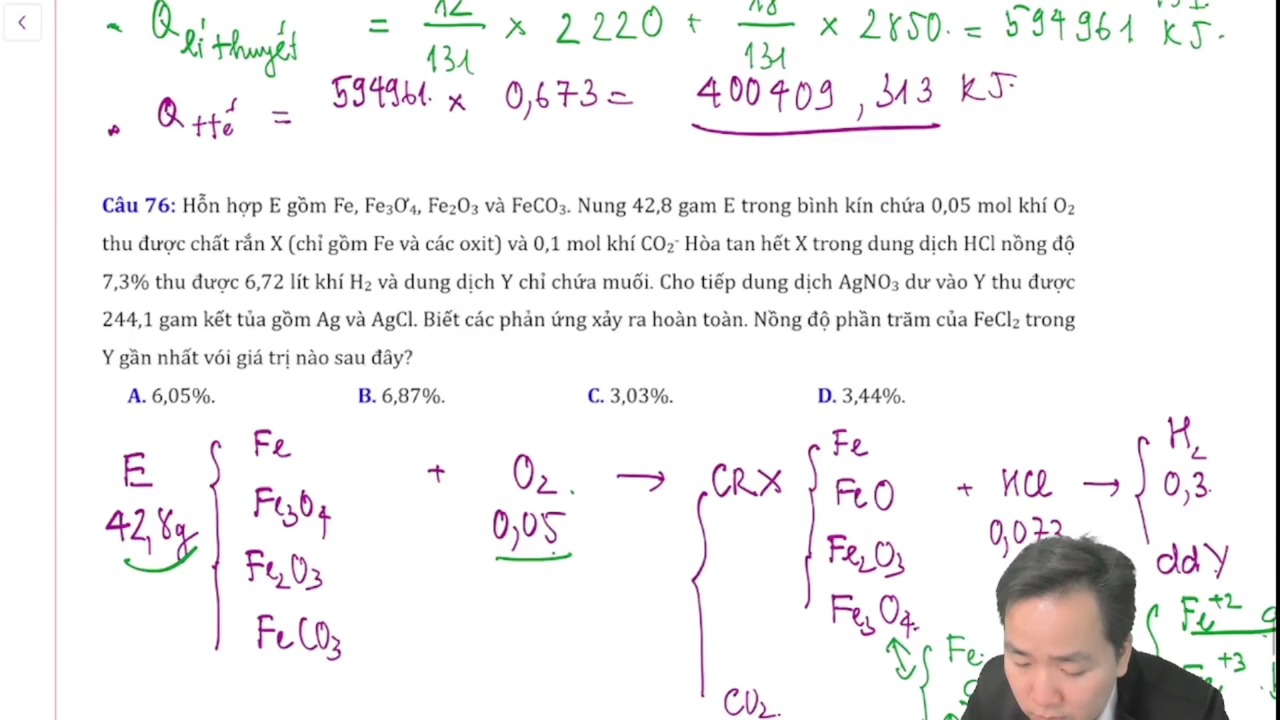 - Q lí thuyết = 12/131 × 2220 + 18/131 × 2850. = 594961 KJ.
• Q ttế = 594961. × 0,673 = 400409,313 KJ.
Câu 76: Hỗn hợp E gồm Fe, Fe₃O₄, Fe₂O₃ và FeCO₃. Nung 42,8 gam E trong bình kín chứa 0,05 mol khí O₂
thu được chất rắn X (chỉ gồm Fe và các oxit) và 0,1 mol khí CO₂. Hòa tan hết X trong dung dịch HCl nồng độ
7,3% thu được 6,72 lít khí H₂ và dung dịch Y chỉ chứa muối. Cho tiếp dung dịch AgNO₃ dư vào Y thu được
244,1 gam kết tủa gồm Ag và AgCl. Biết các phản ứng xảy ra hoàn toàn. Nồng độ phần trăm của FeCl₂ trong
Y gần nhất vói giá trị nào sau đây?
A. 6,05%. B. 6,87%. C. 3,03%. D. 3,44%.
E { Fe + O₂ → CRX { Fe + HCl → { H₂
42,8g Fe₃O₄ 0,05 FeO 0,073 0,3
Fe₂O₃ Fe₂O₃ ddY
FeCO₃ Fe₃O₄ Fe⁺²
Fe +3
CO₂